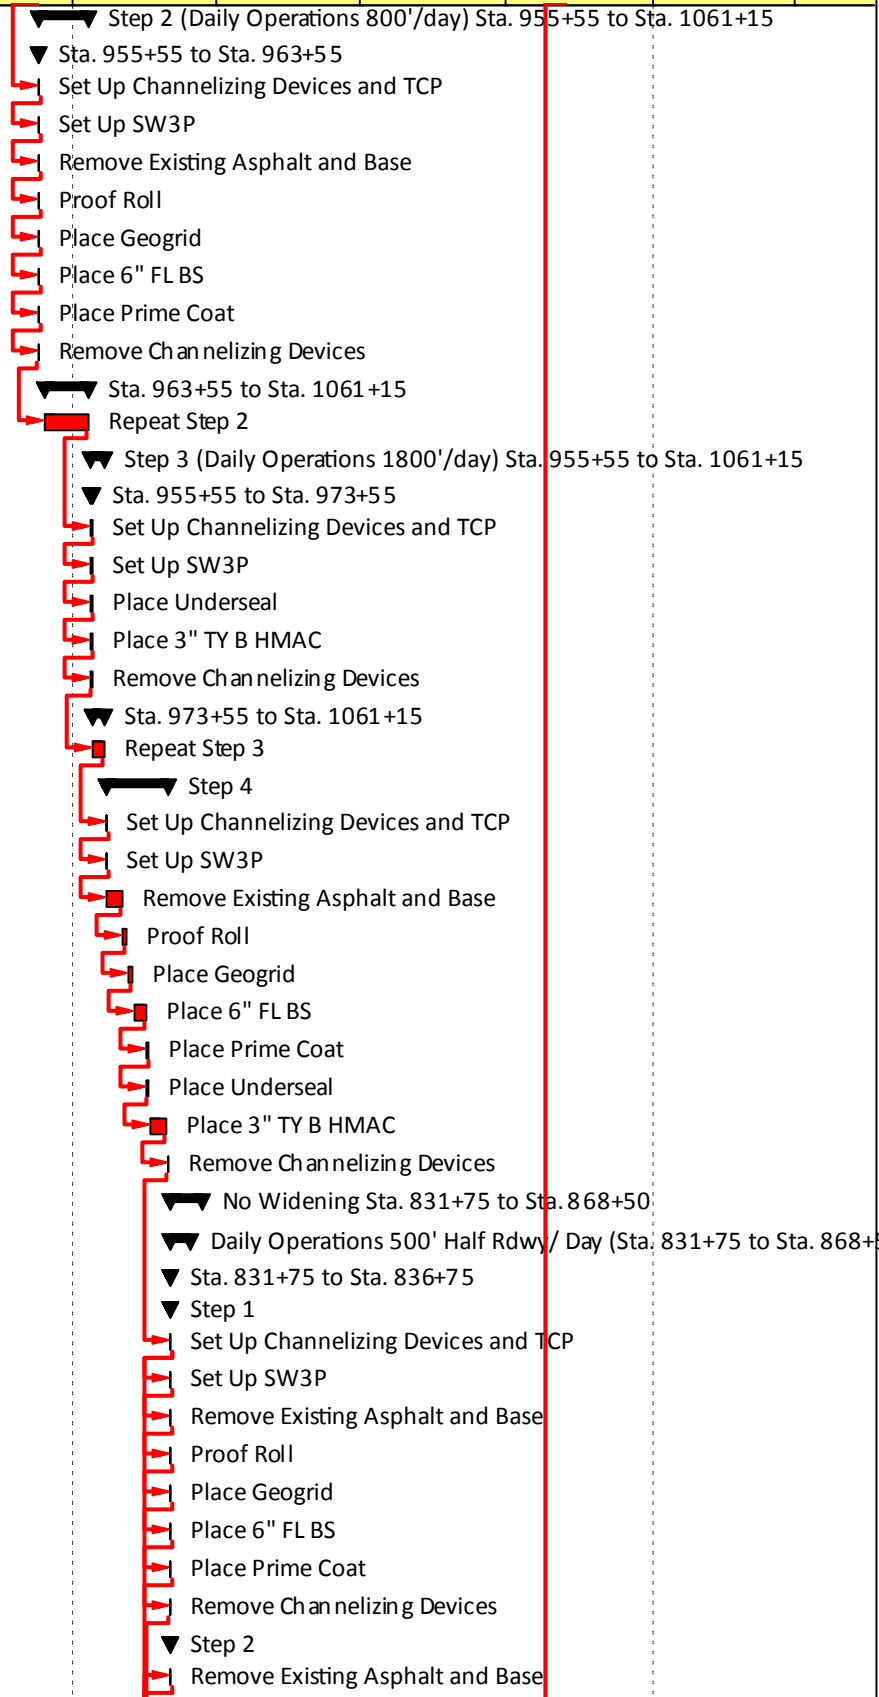 Step 2 (Daily Operations 800'/day) Sta. 955+55 to Sta. 1061+15
Sta. 955+55 to Sta. 963+55
Set Up Channelizing Devices and TCP
Set Up SW3P
Remove Existing Asphalt and Base
Proof Roll
Place Geogrid
Place 6" FL BS
Place Prime Coat
Remove Channelizing Devices
Sta. 963+55 to Sta. 1061+15
Repeat Step 2
Step 3 (Daily Operations 1800'/day) Sta. 955+55 to Sta. 1061+15
Sta. 955+55 to Sta. 973+55
Set Up Channelizing Devices and TCP
Set Up SW3P
Place Underseal
Place 3" TY B HMAC
Remove Channelizing Devices
Sta. 973+55 to Sta. 1061+15
Repeat Step 3
Step 4
Set Up Channelizing Devices and TCP
Set Up SW3P
Remove Existing Asphalt and Base
Proof Roll
Place Geogrid
Place 6" FL BS
Place Prime Coat
Place Underseal
Place 3" TY B HMAC
Remove Channelizing Devices
No Widening Sta. 831+75 to Sta. 868+50
Daily Operations 500' Half Rdwy/ Day (Sta. 831+75 to Sta. 868+
Sta. 831+75 to Sta. 836+75
Step 1
Set Up Channelizing Devices and TCP
Set Up SW3P
Remove Existing Asphalt and Base
Proof Roll
Place Geogrid
Place 6" FL BS
Place Prime Coat
Remove Channelizing Devices
Step 2
Remove Existing Asphalt and Base